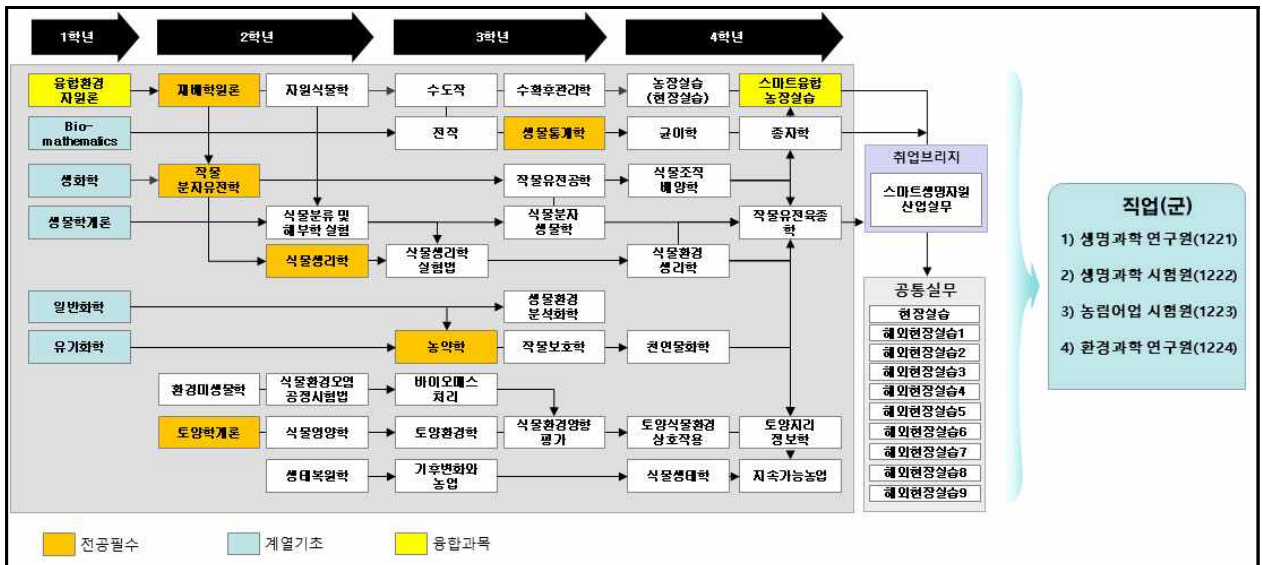 1학년
2학년
3학년
4학년
융합환경
자원론
재배학원론
자원식물학
수도작
수확후관리학
농장실습
(현장실습)
스마트융합
농장실습
Bio-
mathematics
전작
생물통계학
균이학
종자학
생화학
작물
분자유전학
작물유전공학
식물조직
배양학
생물학개론
식물분류 및
해부학 실험
식물분자
생물학
작물유전육종
학
식물생리학
식물생리학
실험법
식물환경
생리학
일반화학
생물환경
분석화학
유기화학
농약학
작물보호학
천연물화학
환경미생물학
식물환경오염
공정시험법
바이오매스
처리
토양학개론
식물영양학
토양환경학
식물환경영향
평가
토양식물환경
상호작용
토양지리
정보학
생태복원학
기후변화와
농업
식물생태학
지속가능농업
취업브리지
스마트생명자원
산업실무
공통실무
현장실습
해외현장실습1
해외현장실습2
해외현장실습3
해외현장실습4
해외현장실습5
해외현장실습6
해외현장실습7
해외현장실습8
해외현장실습9
직업(군)
1) 생명과학 연구원(1221)
2) 생명과학 시험원(1222)
3) 농림어업 시험원(1223)
4) 환경과학 연구원(1224)
전공필수
계열기초
융합과목